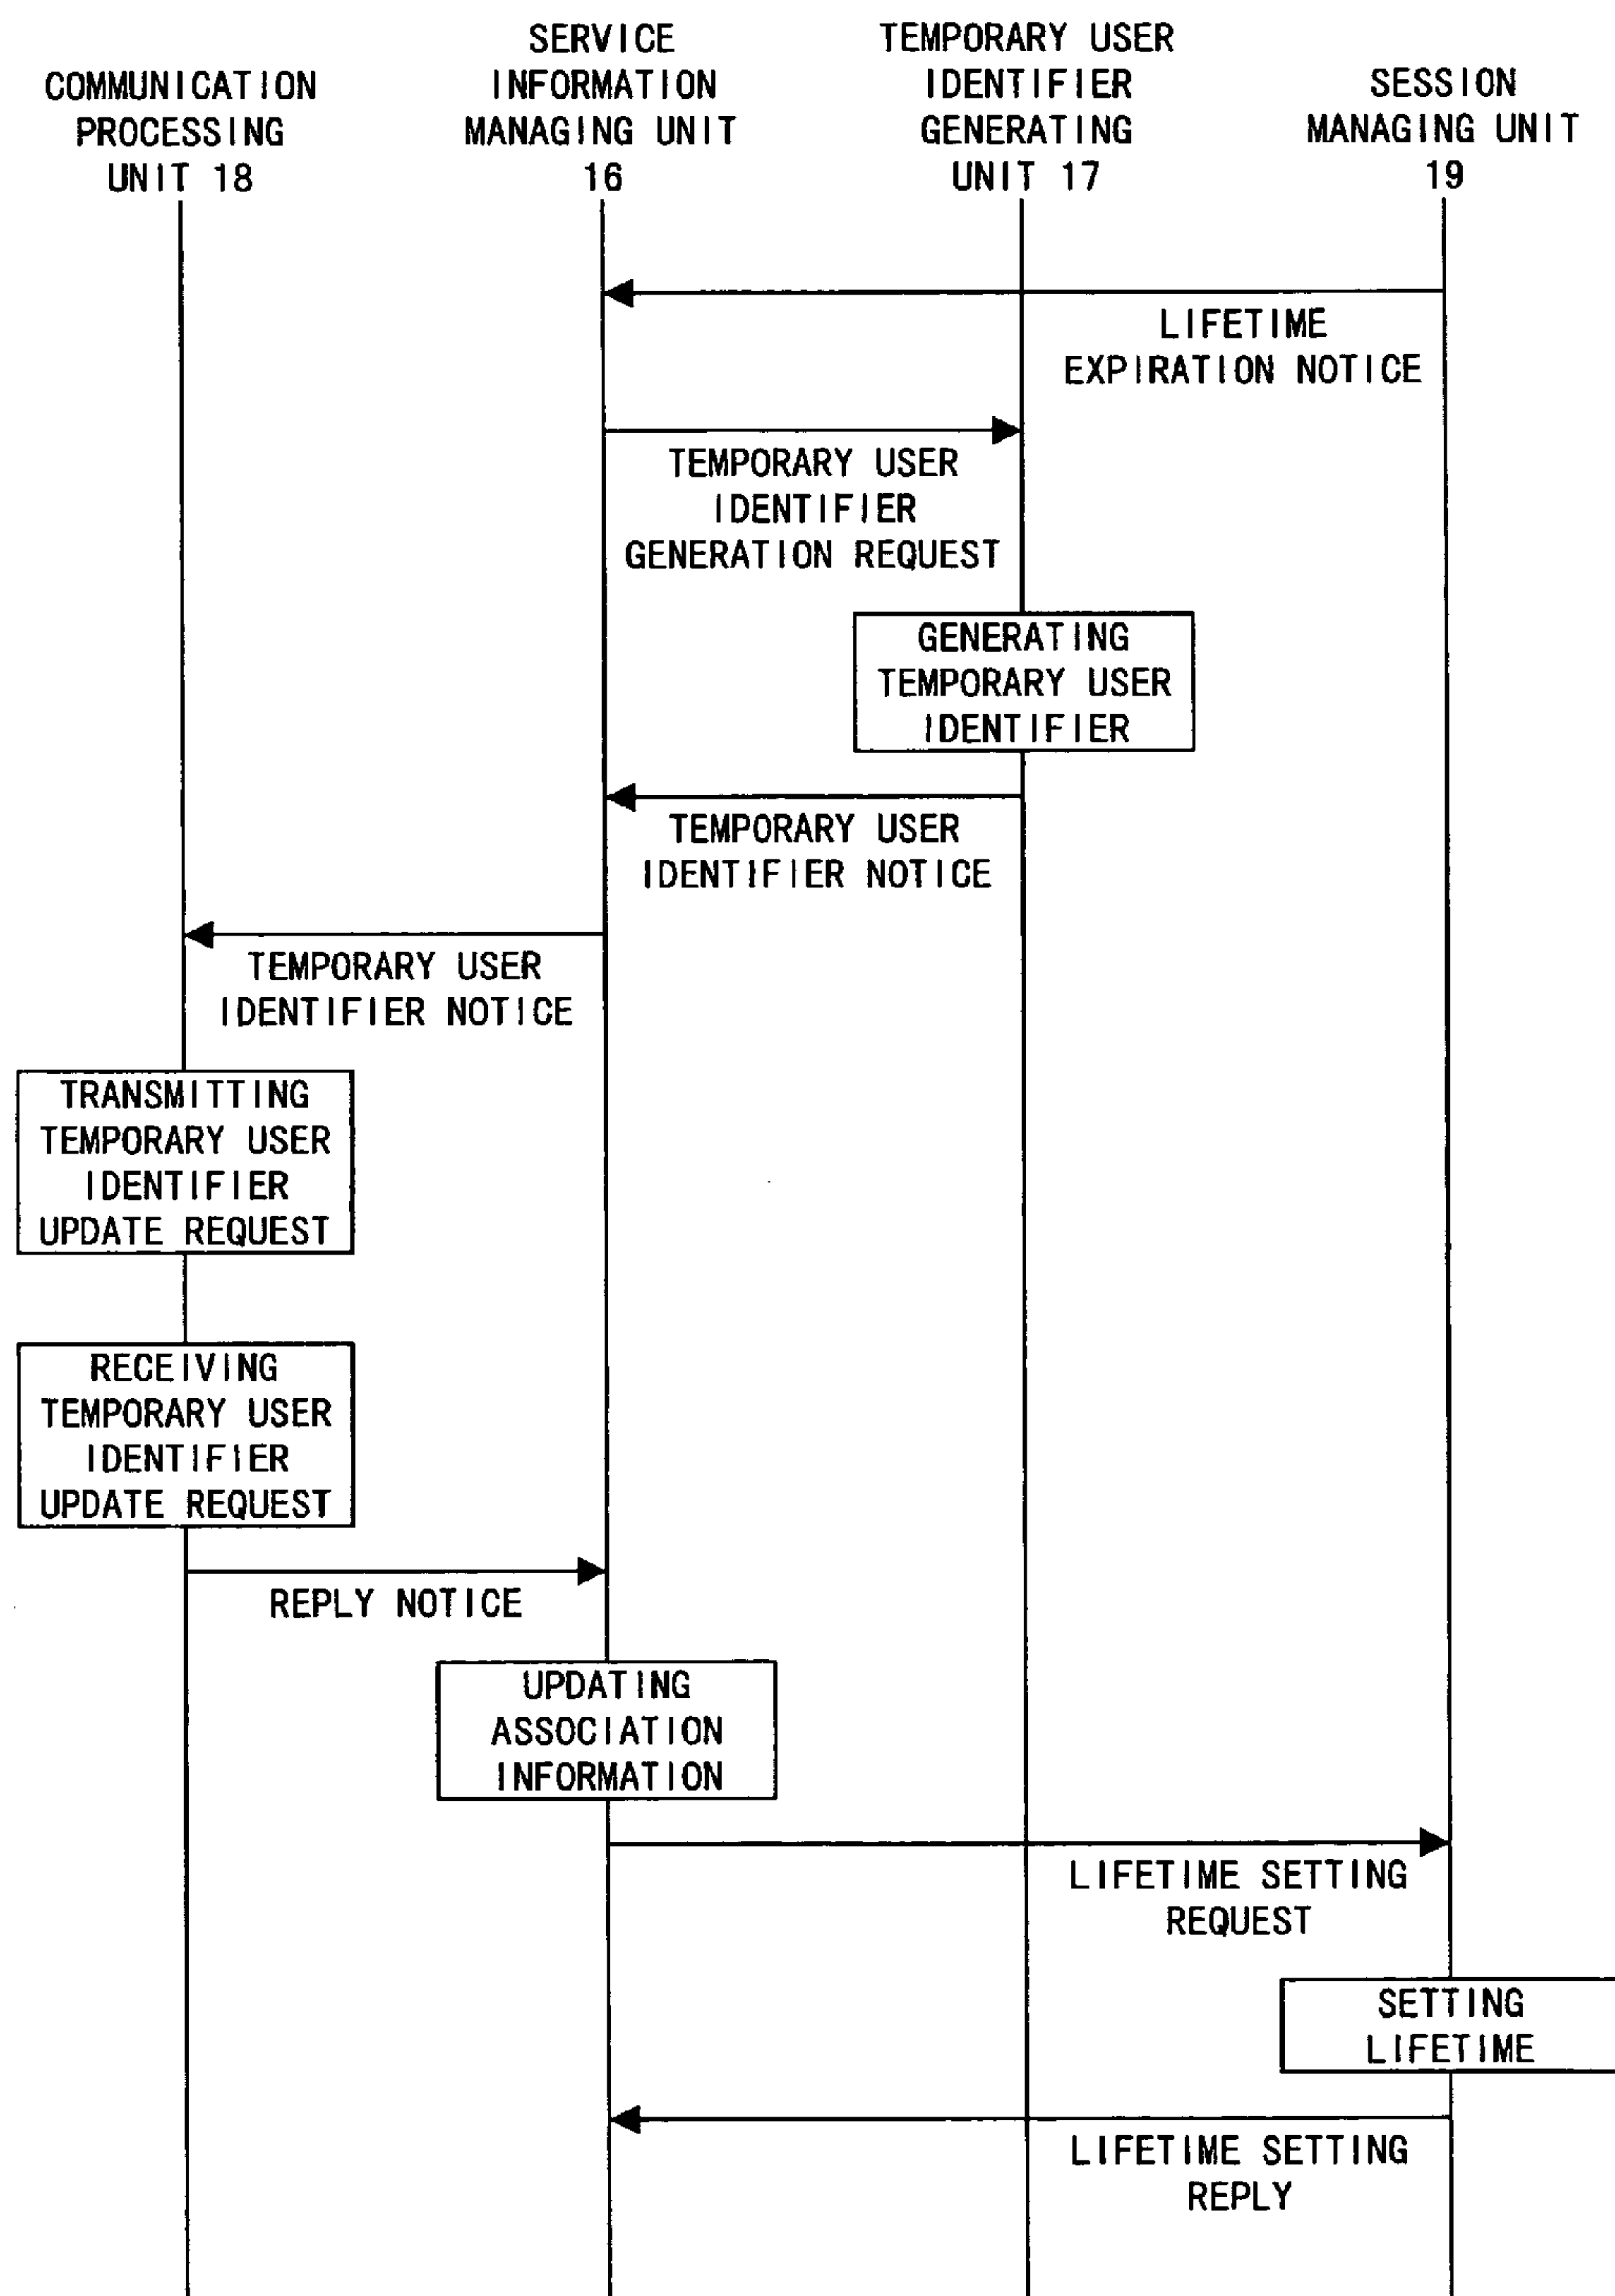 COMMUNICATION
PROCESSING
UNIT 18
SERVICE
INFORMATION
MANAGING UNIT
16
TEMPORARY USER
IDENTIFIER
GENERATING
UNIT 17
SESSION
MANAGING UNIT
19
LIFETIME
EXPIRATION NOTICE
TEMPORARY USER
IDENTIFIER
GENERATION REQUEST
GENERATING
TEMPORARY USER
IDENTIFIER
TEMPORARY USER
IDENTIFIER NOTICE
TEMPORARY USER
IDENTIFIER NOTICE
TRANSMITTING
TEMPORARY USER
IDENTIFIER
UPDATE REQUEST
RECEIVING
TEMPORARY USER
IDENTIFIER
UPDATE REQUEST
REPLY NOTICE
UPDATING
ASSOCIATION
INFORMATION
LIFETIME SETTING
REQUEST
SETTING
LIFETIME
LIFETIME SETTING
REPLY